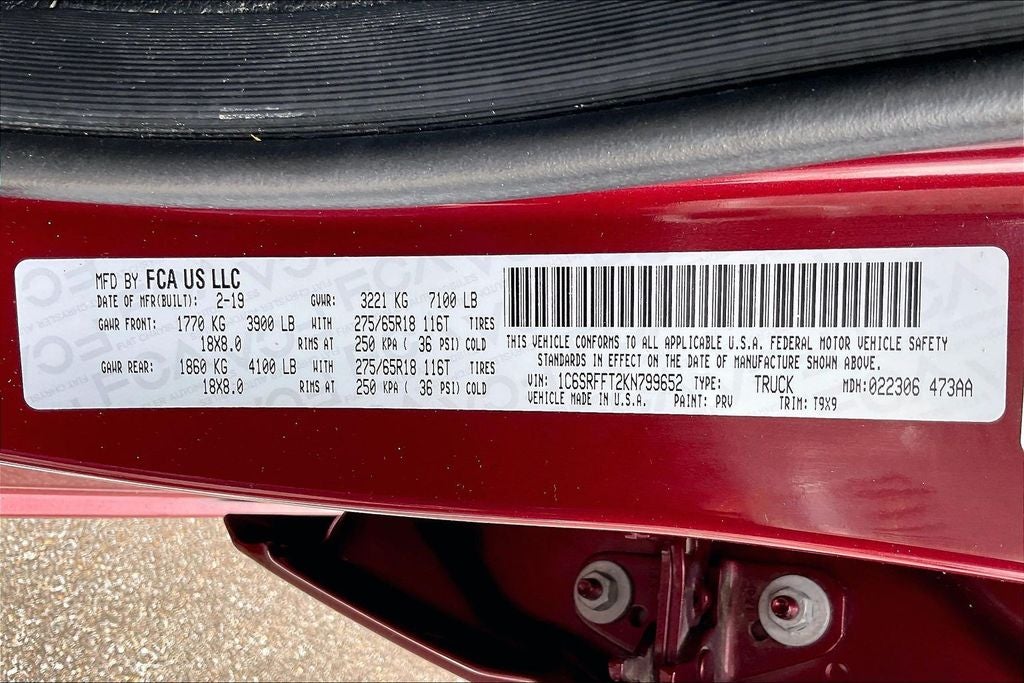 MFD BY FCA US LLC
DATE OF MFR(BUILT): 2-19 GVWR: 3221 KG 7100 LB
GAWR FRONT: 1770 KG 3900 LB WITH 275/65R18 116T TIRES
18X8.0 RIMS AT 250 KPA ( 36 PSI) COLD
GAWR REAR: 1860 KG 4100 LB WITH 275/65R18 116T TIRES
18X8.0 RIMS AT 250 KPA ( 36 PSI) COLD
THIS VEHICLE CONFORMS TO ALL APPLICABLE U.S.A. FEDERAL MOTOR VEHICLE SAFETY
STANDARDS IN EFFECT ON THE DATE OF MANUFACTURE SHOWN ABOVE.
VIN: 1C6SRFFT2KN799652 TYPE: TRUCK MDH: 022306 473AA
VEHICLE MADE IN U.S.A. PAINT: PRV TRIM: T9X9